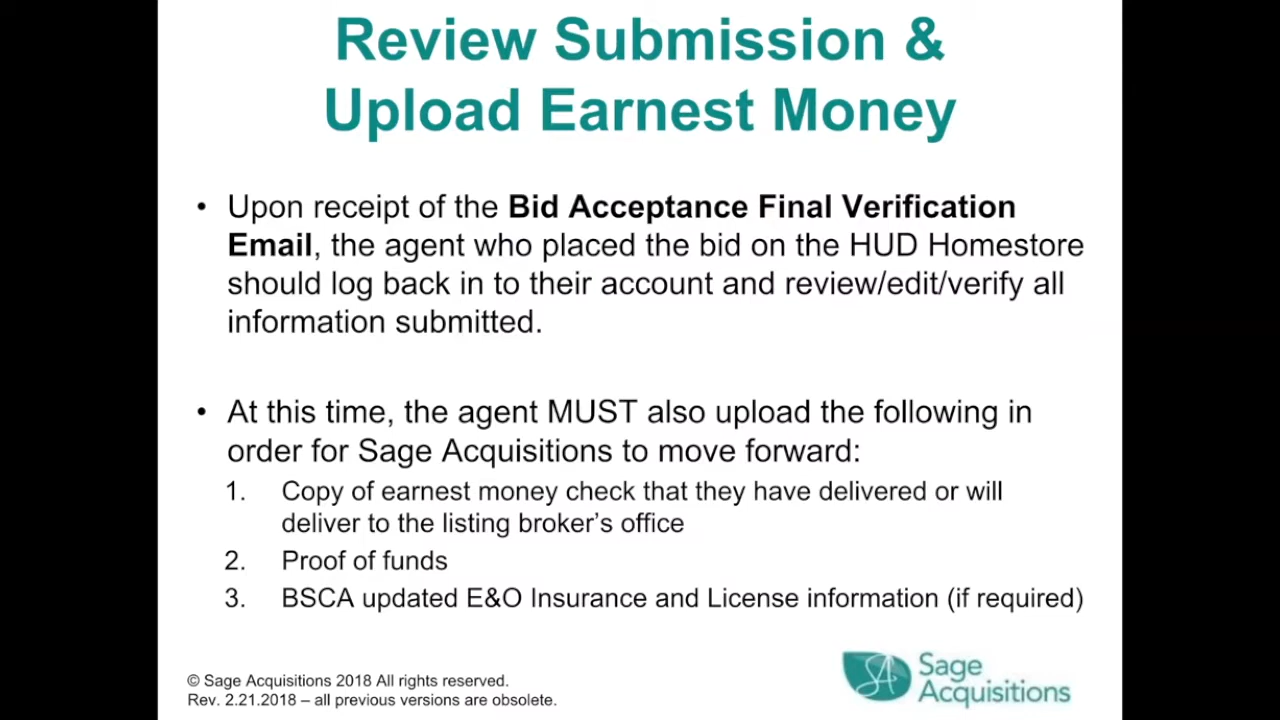 Review Submission &
Upload Earnest Money
• Upon receipt of the Bid Acceptance Final Verification
Email, the agent who placed the bid on the HUD Homestore
should log back in to their account and review/edit/verify all
information submitted.
• At this time, the agent MUST also upload the following in
order for Sage Acquisitions to move forward:
1. Copy of earnest money check that they have delivered or will
deliver to the listing broker's office
2. Proof of funds
3. BSCA updated E&O Insurance and License information (if required)
© Sage Acquisitions 2018 All rights reserved.
Rev. 2.21.2018 – all previous versions are obsolete.
SA
Sage
Acquisitions